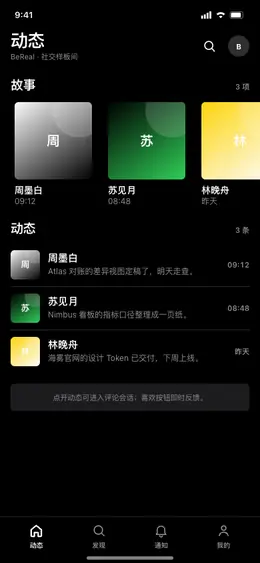 9:41
动态
BeReal · 社交样板间
B
故事
3 项
周
苏
林
周墨白
09:12
苏见月
08:48
林晚舟
昨天
动态
3 条
周
周墨白
Atlas 对账的差异视图定稿了，明天走查。
09:12
苏
苏见月
Nimbus 看板的指标口径整理成一页纸。
08:48
林
林晚舟
海雾官网的设计 Token 已交付，下周上线。
昨天
点开动态可进入评论会话；喜欢按钮即时反馈。
动态
发现
通知
我的